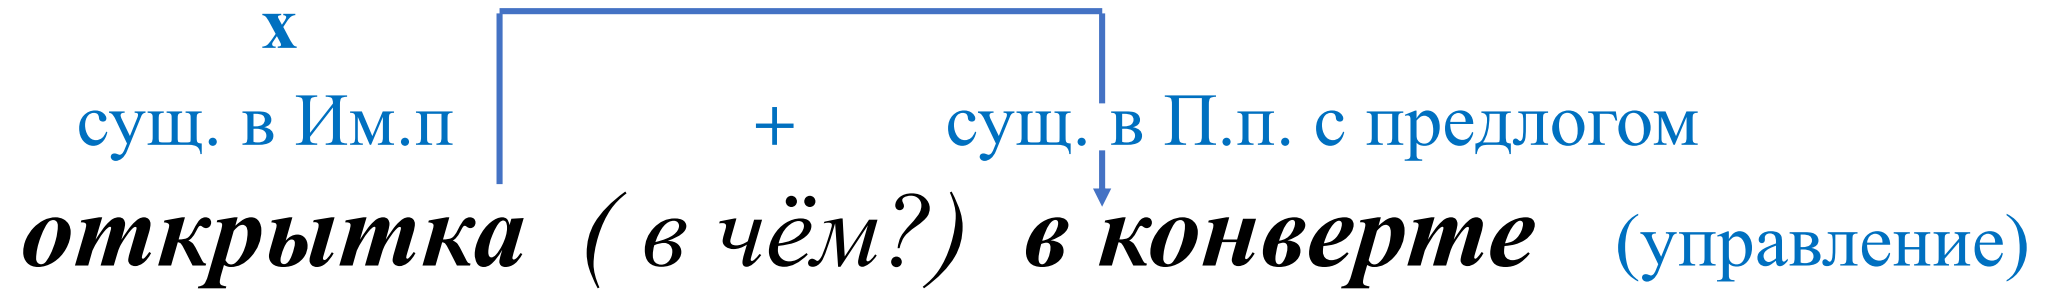 х
сущ. в Им.п + сущ. в П.п. с предлогом
открытка ( в чём?) в конверте (управление)